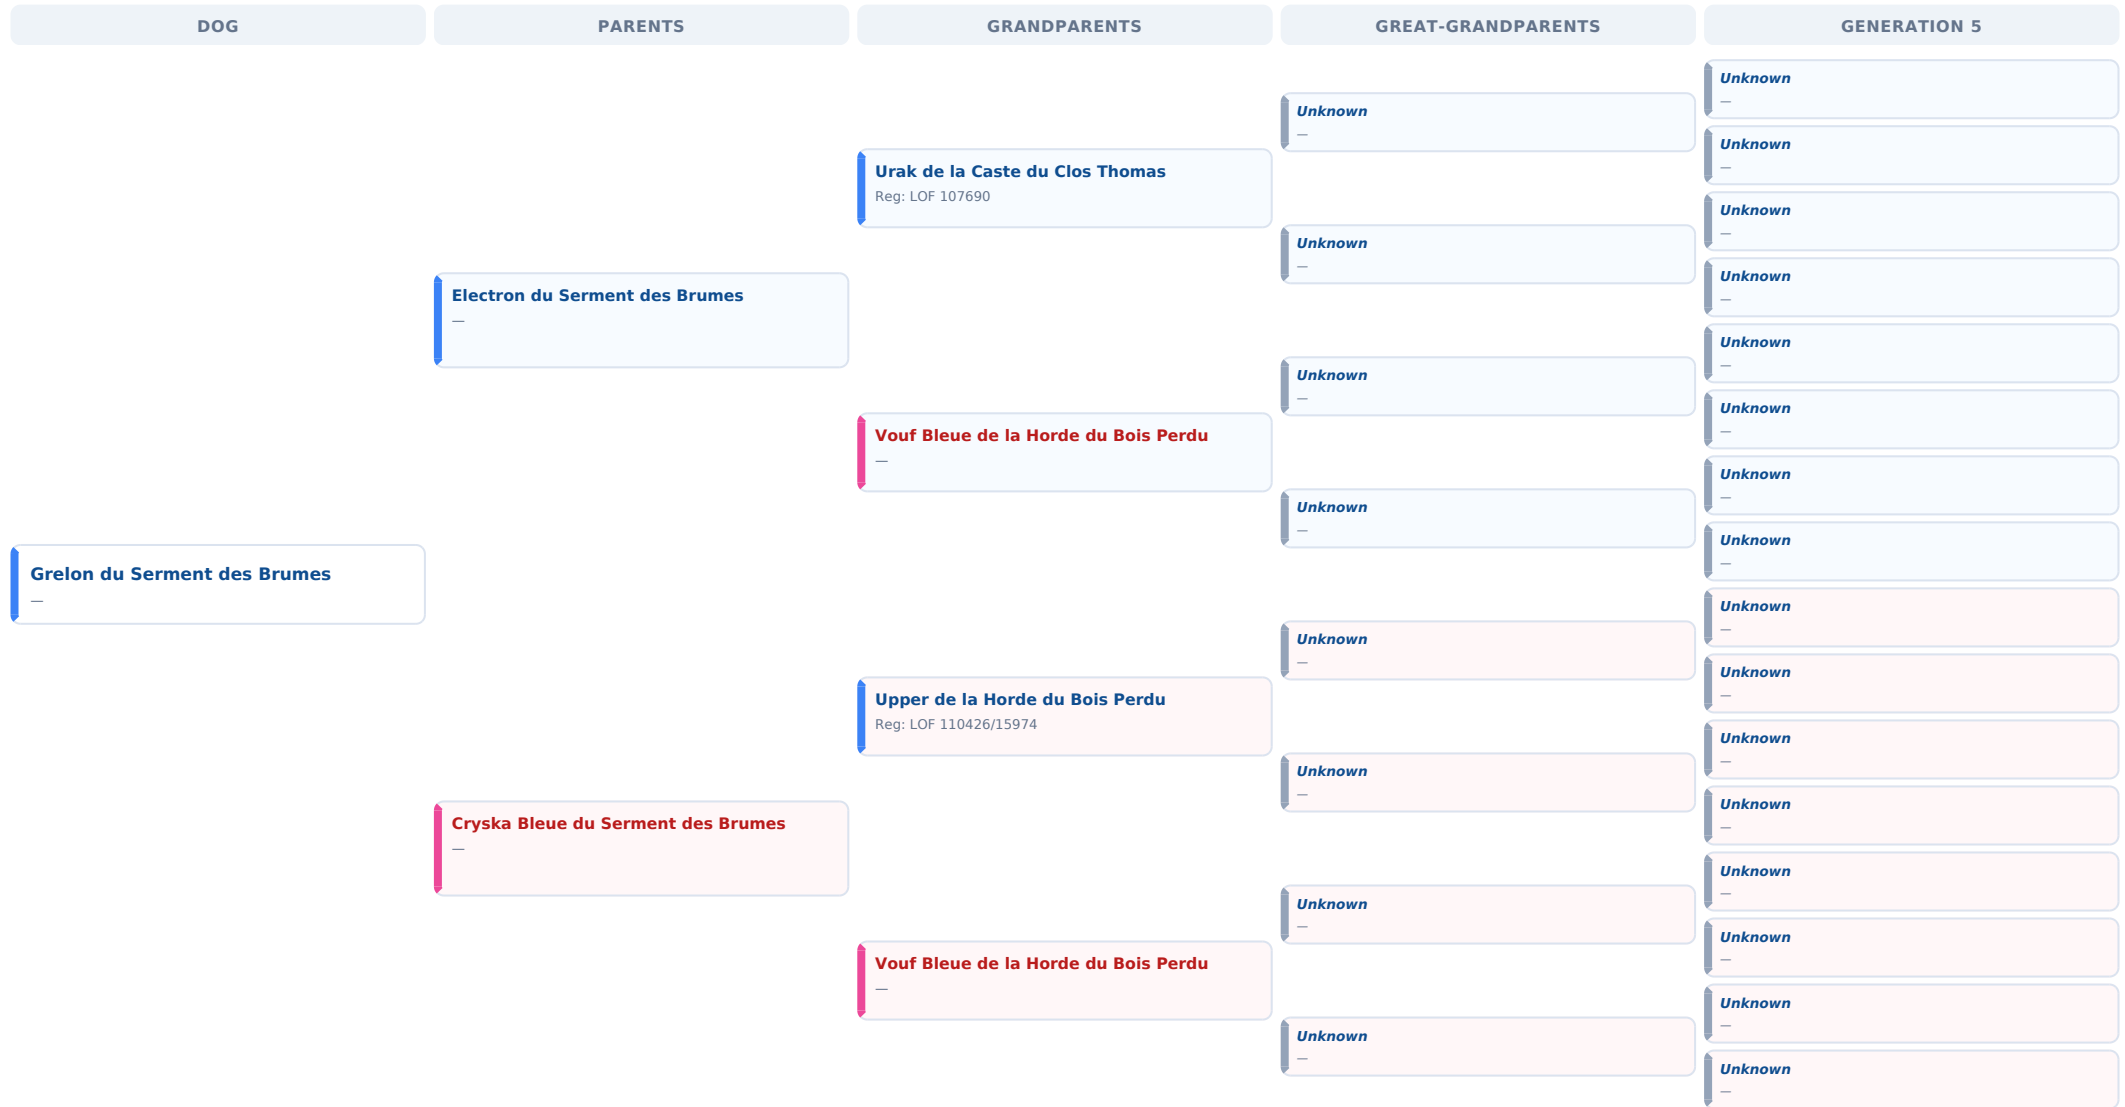 DOG
PARENTS
GRANDPARENTS
GREAT-GRANDPARENTS
GENERATION 5
Grelon du Serment des Brumes
—
Electron du Serment des Brumes
—
Cryska Bleue du Serment des Brumes
—
Urak de la Caste du Clos Thomas
Reg: LOF 107690
Vouf Bleue de la Horde du Bois Perdu
—
Upper de la Horde du Bois Perdu
Reg: LOF 110426/15974
Vouf Bleue de la Horde du Bois Perdu
—
Unknown
—
Unknown
—
Unknown
—
Unknown
—
Unknown
—
Unknown
—
Unknown
—
Unknown
—
Unknown
—
Unknown
—
Unknown
—
Unknown
—
Unknown
—
Unknown
—
Unknown
—
Unknown
—
Unknown
—
Unknown
—
Unknown
—
Unknown
—
Unknown
—
Unknown
—
Unknown
—
Unknown
—